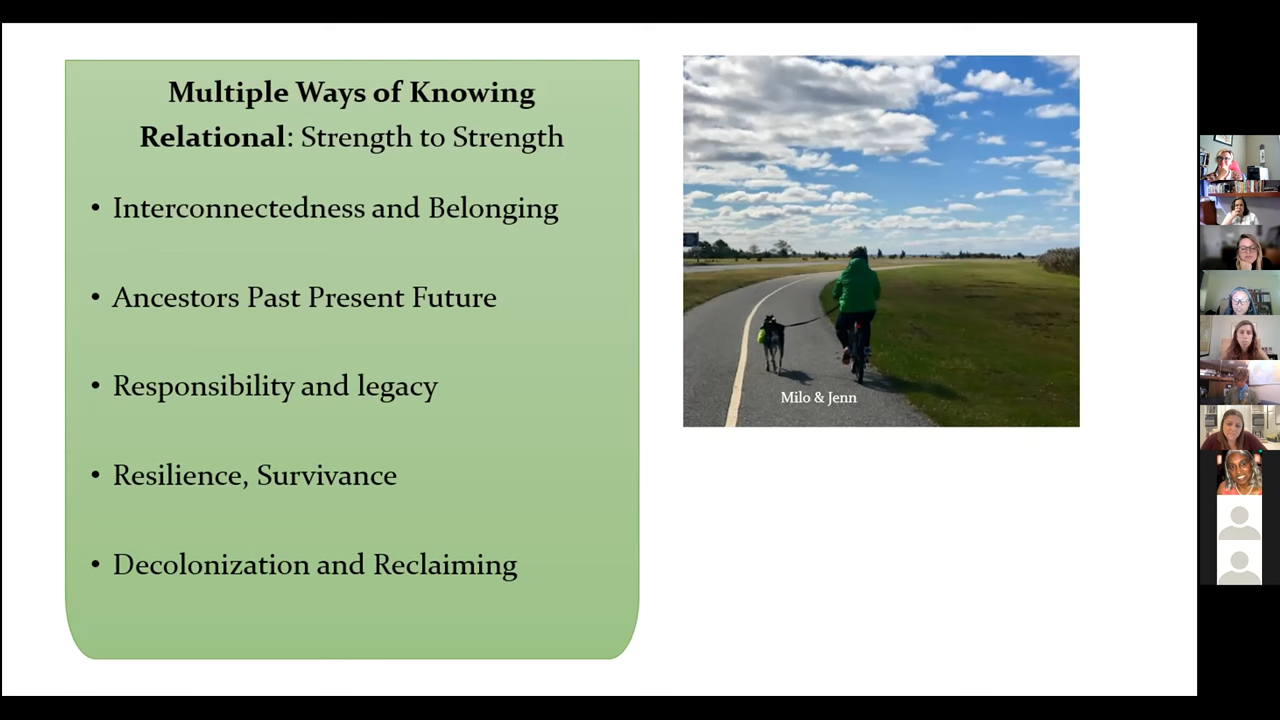 Multiple Ways of Knowing
Relational: Strength to Strength
• Interconnectedness and Belonging
• Ancestors Past Present Future
• Responsibility and legacy
• Resilience, Survivance
• Decolonization and Reclaiming
Milo & Jenn